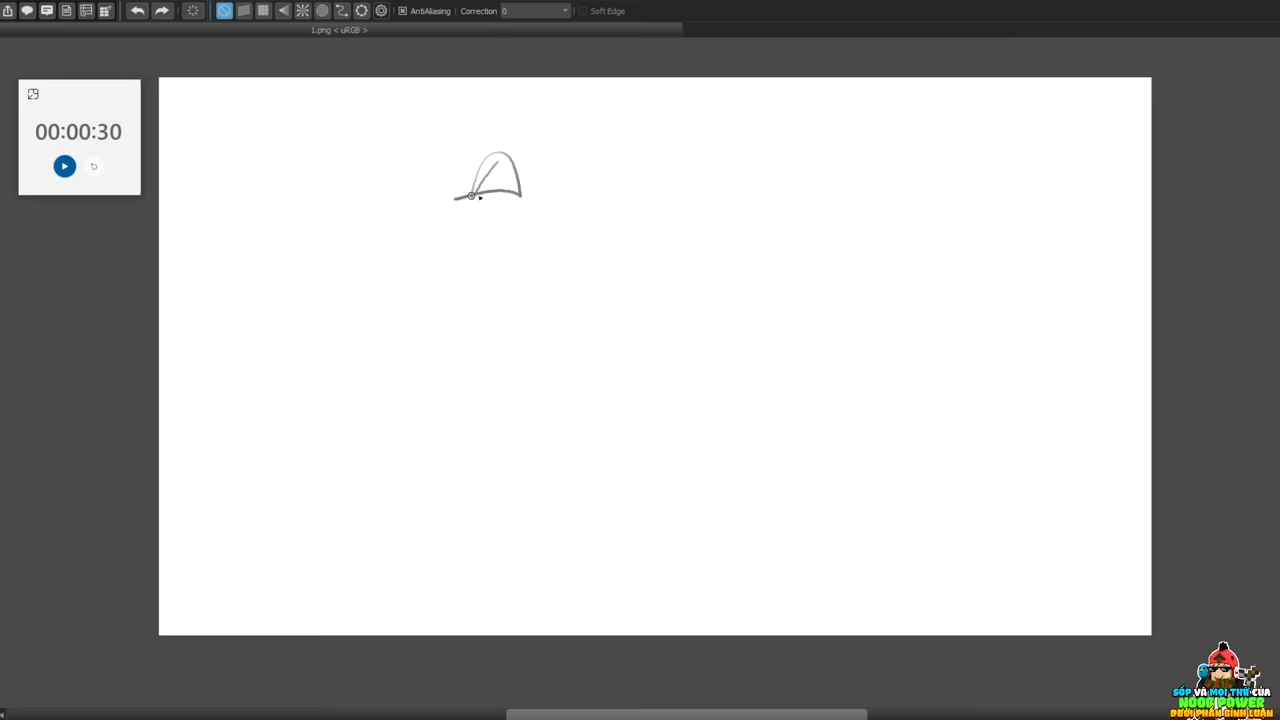 AntiAliasing
Correction 0
Soft Edge
1.png < uRGB >
00:00:30
SỐP VÀ MỌI THỨ CỦA
NOOB POWER
DƯỚI PHẦN BÌNH LUẬN